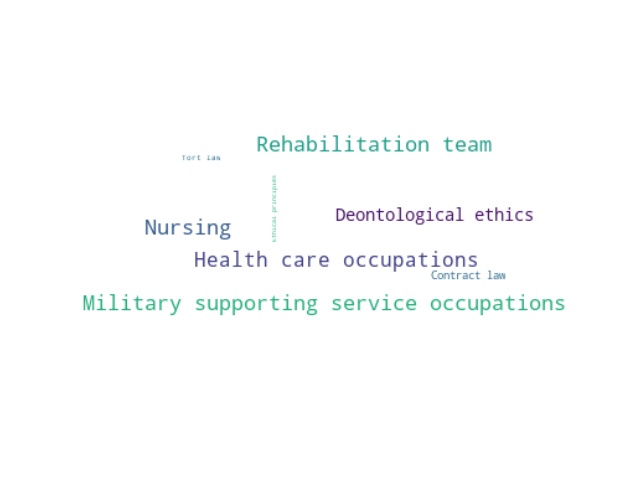 Rehabilitation team
Tort law
Ethical principles
Deontological ethics
Nursing
Health care occupations
Contract law
Military supporting service occupations